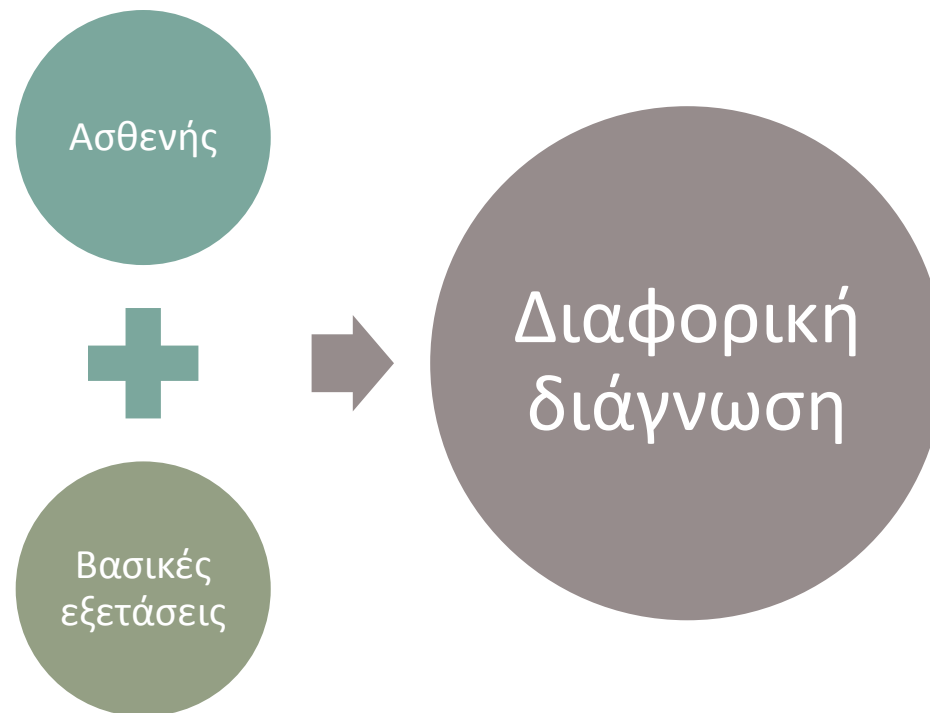 Ασθενής
Βασικές
εξετάσεις
Διαφορική
διάγνωση